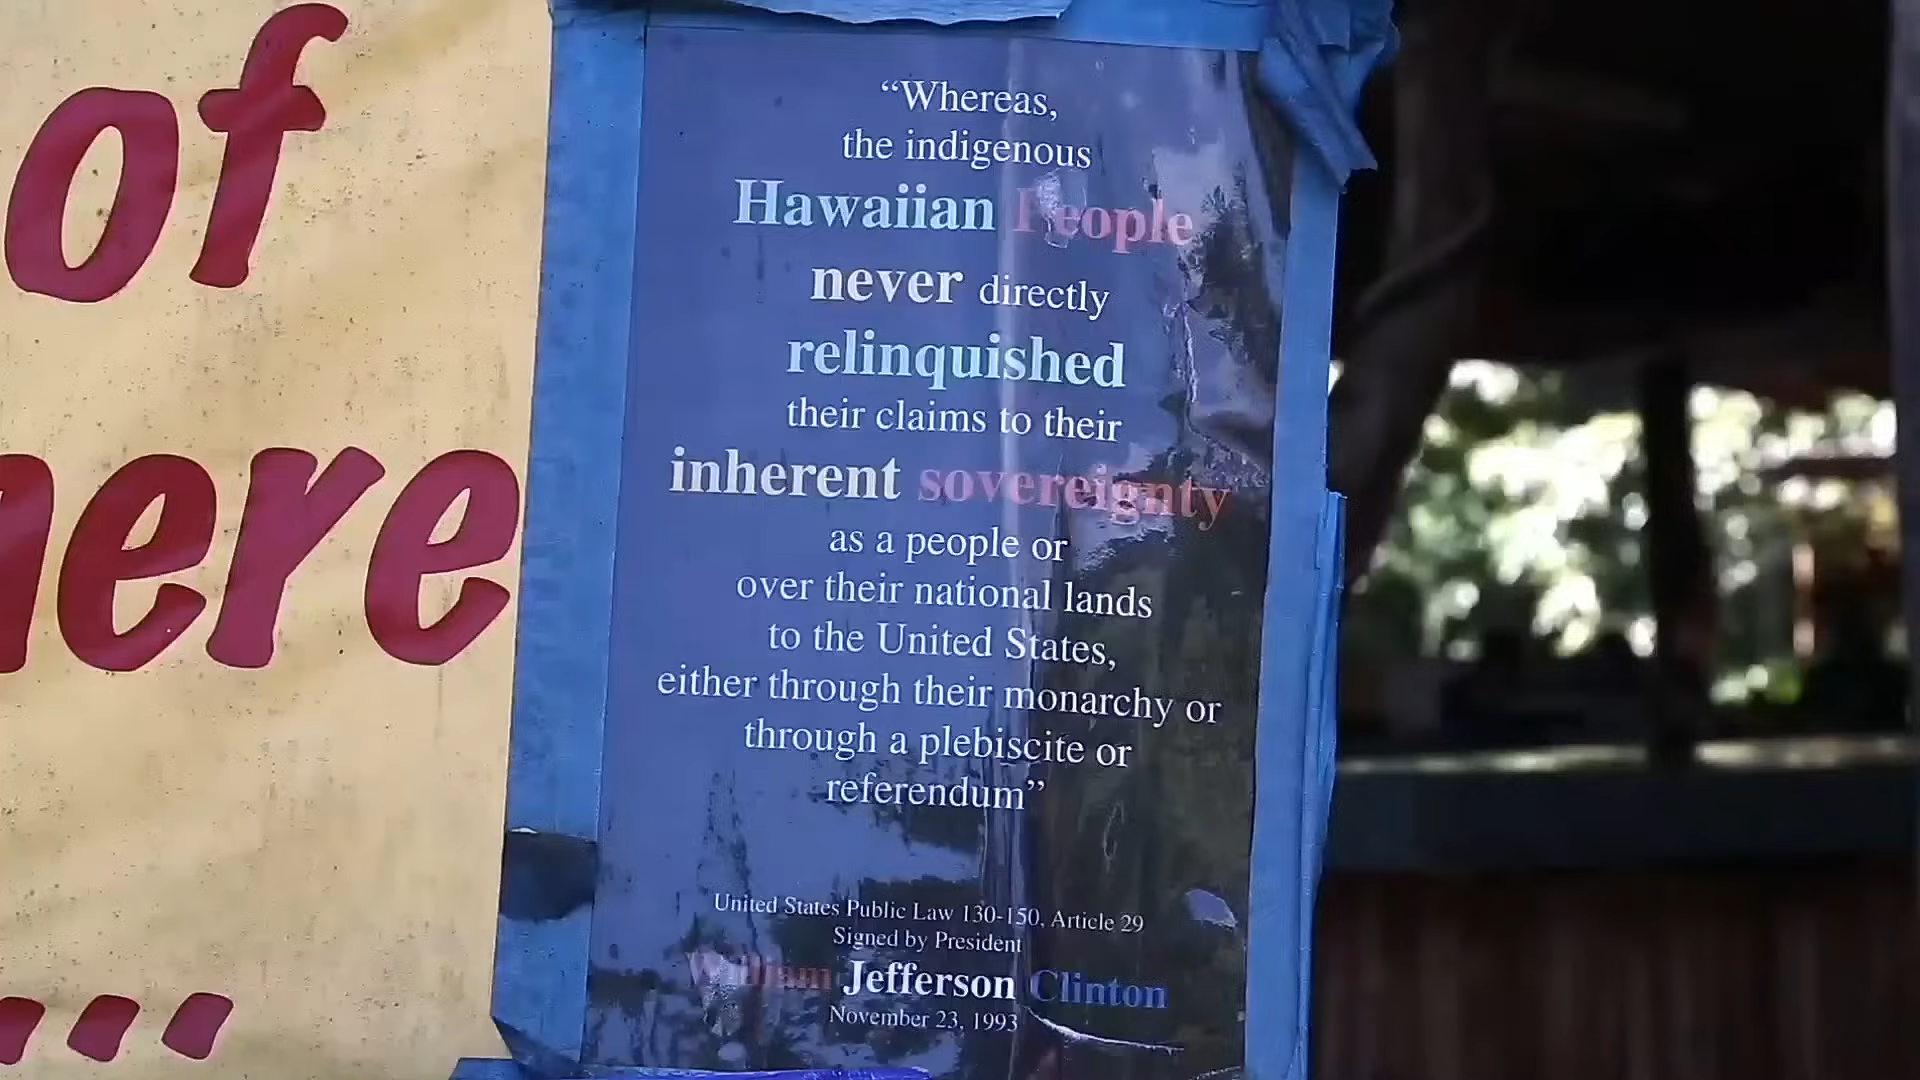 of
here
...
“Whereas,
the indigenous
Hawaiian People
never directly
relinquished
their claims to their
inherent sovereignty
as a people or
over their national lands
to the United States,
either through their monarchy or
through a plebiscite or
referendum”
United States Public Law 130-150, Article 29
Signed by President
William Jefferson Clinton
November 23, 1993